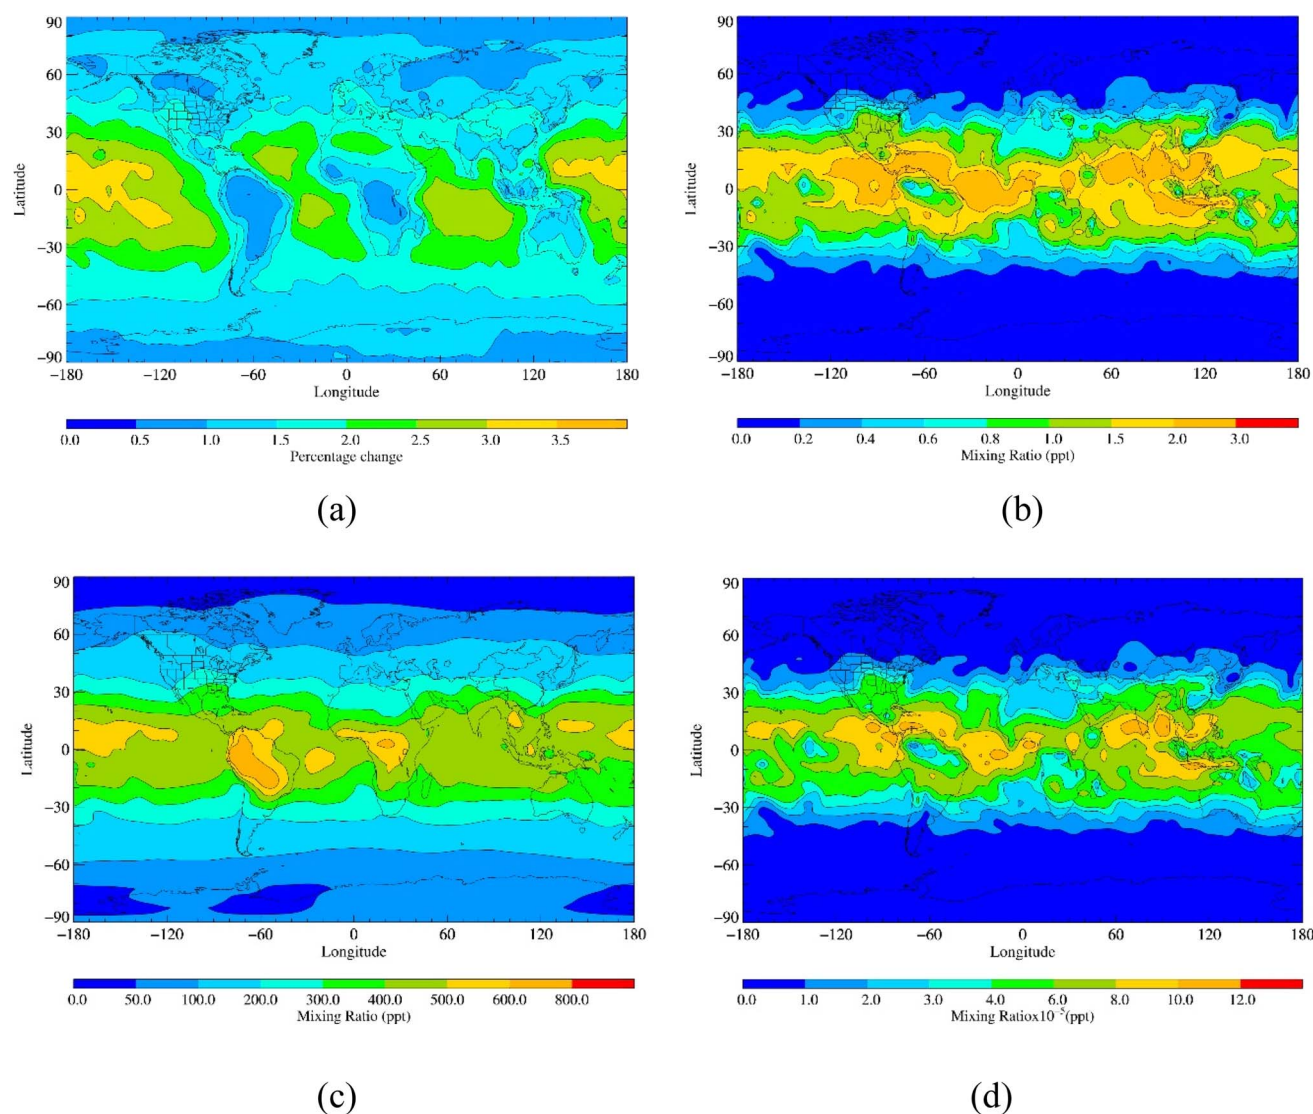 90
60
30
0
−30
−60
−90
Latitude
−180 −120 −60 0 60 120 180
Longitude
0.0 0.5 1.0 1.5 2.0 2.5 3.0 3.5
Percentage change
(a)
90
60
30
0
−30
−60
−90
Latitude
−180 −120 −60 0 60 120 180
Longitude
0.0 0.2 0.4 0.6 0.8 1.0 1.5 2.0 3.0
Mixing Ratio (ppt)
(b)
90
60
30
0
−30
−60
−90
Latitude
−180 −120 −60 0 60 120 180
Longitude
0.0 50.0 100.0 200.0 300.0 400.0 500.0 600.0 800.0
Mixing Ratio (ppt)
(c)
90
60
30
0
−30
−60
−90
Latitude
−180 −120 −60 0 60 120 180
Longitude
0.0 1.0 2.0 3.0 4.0 6.0 8.0 10.0 12.0
Mixing Ratiox10⁻⁵(ppt)
(d)